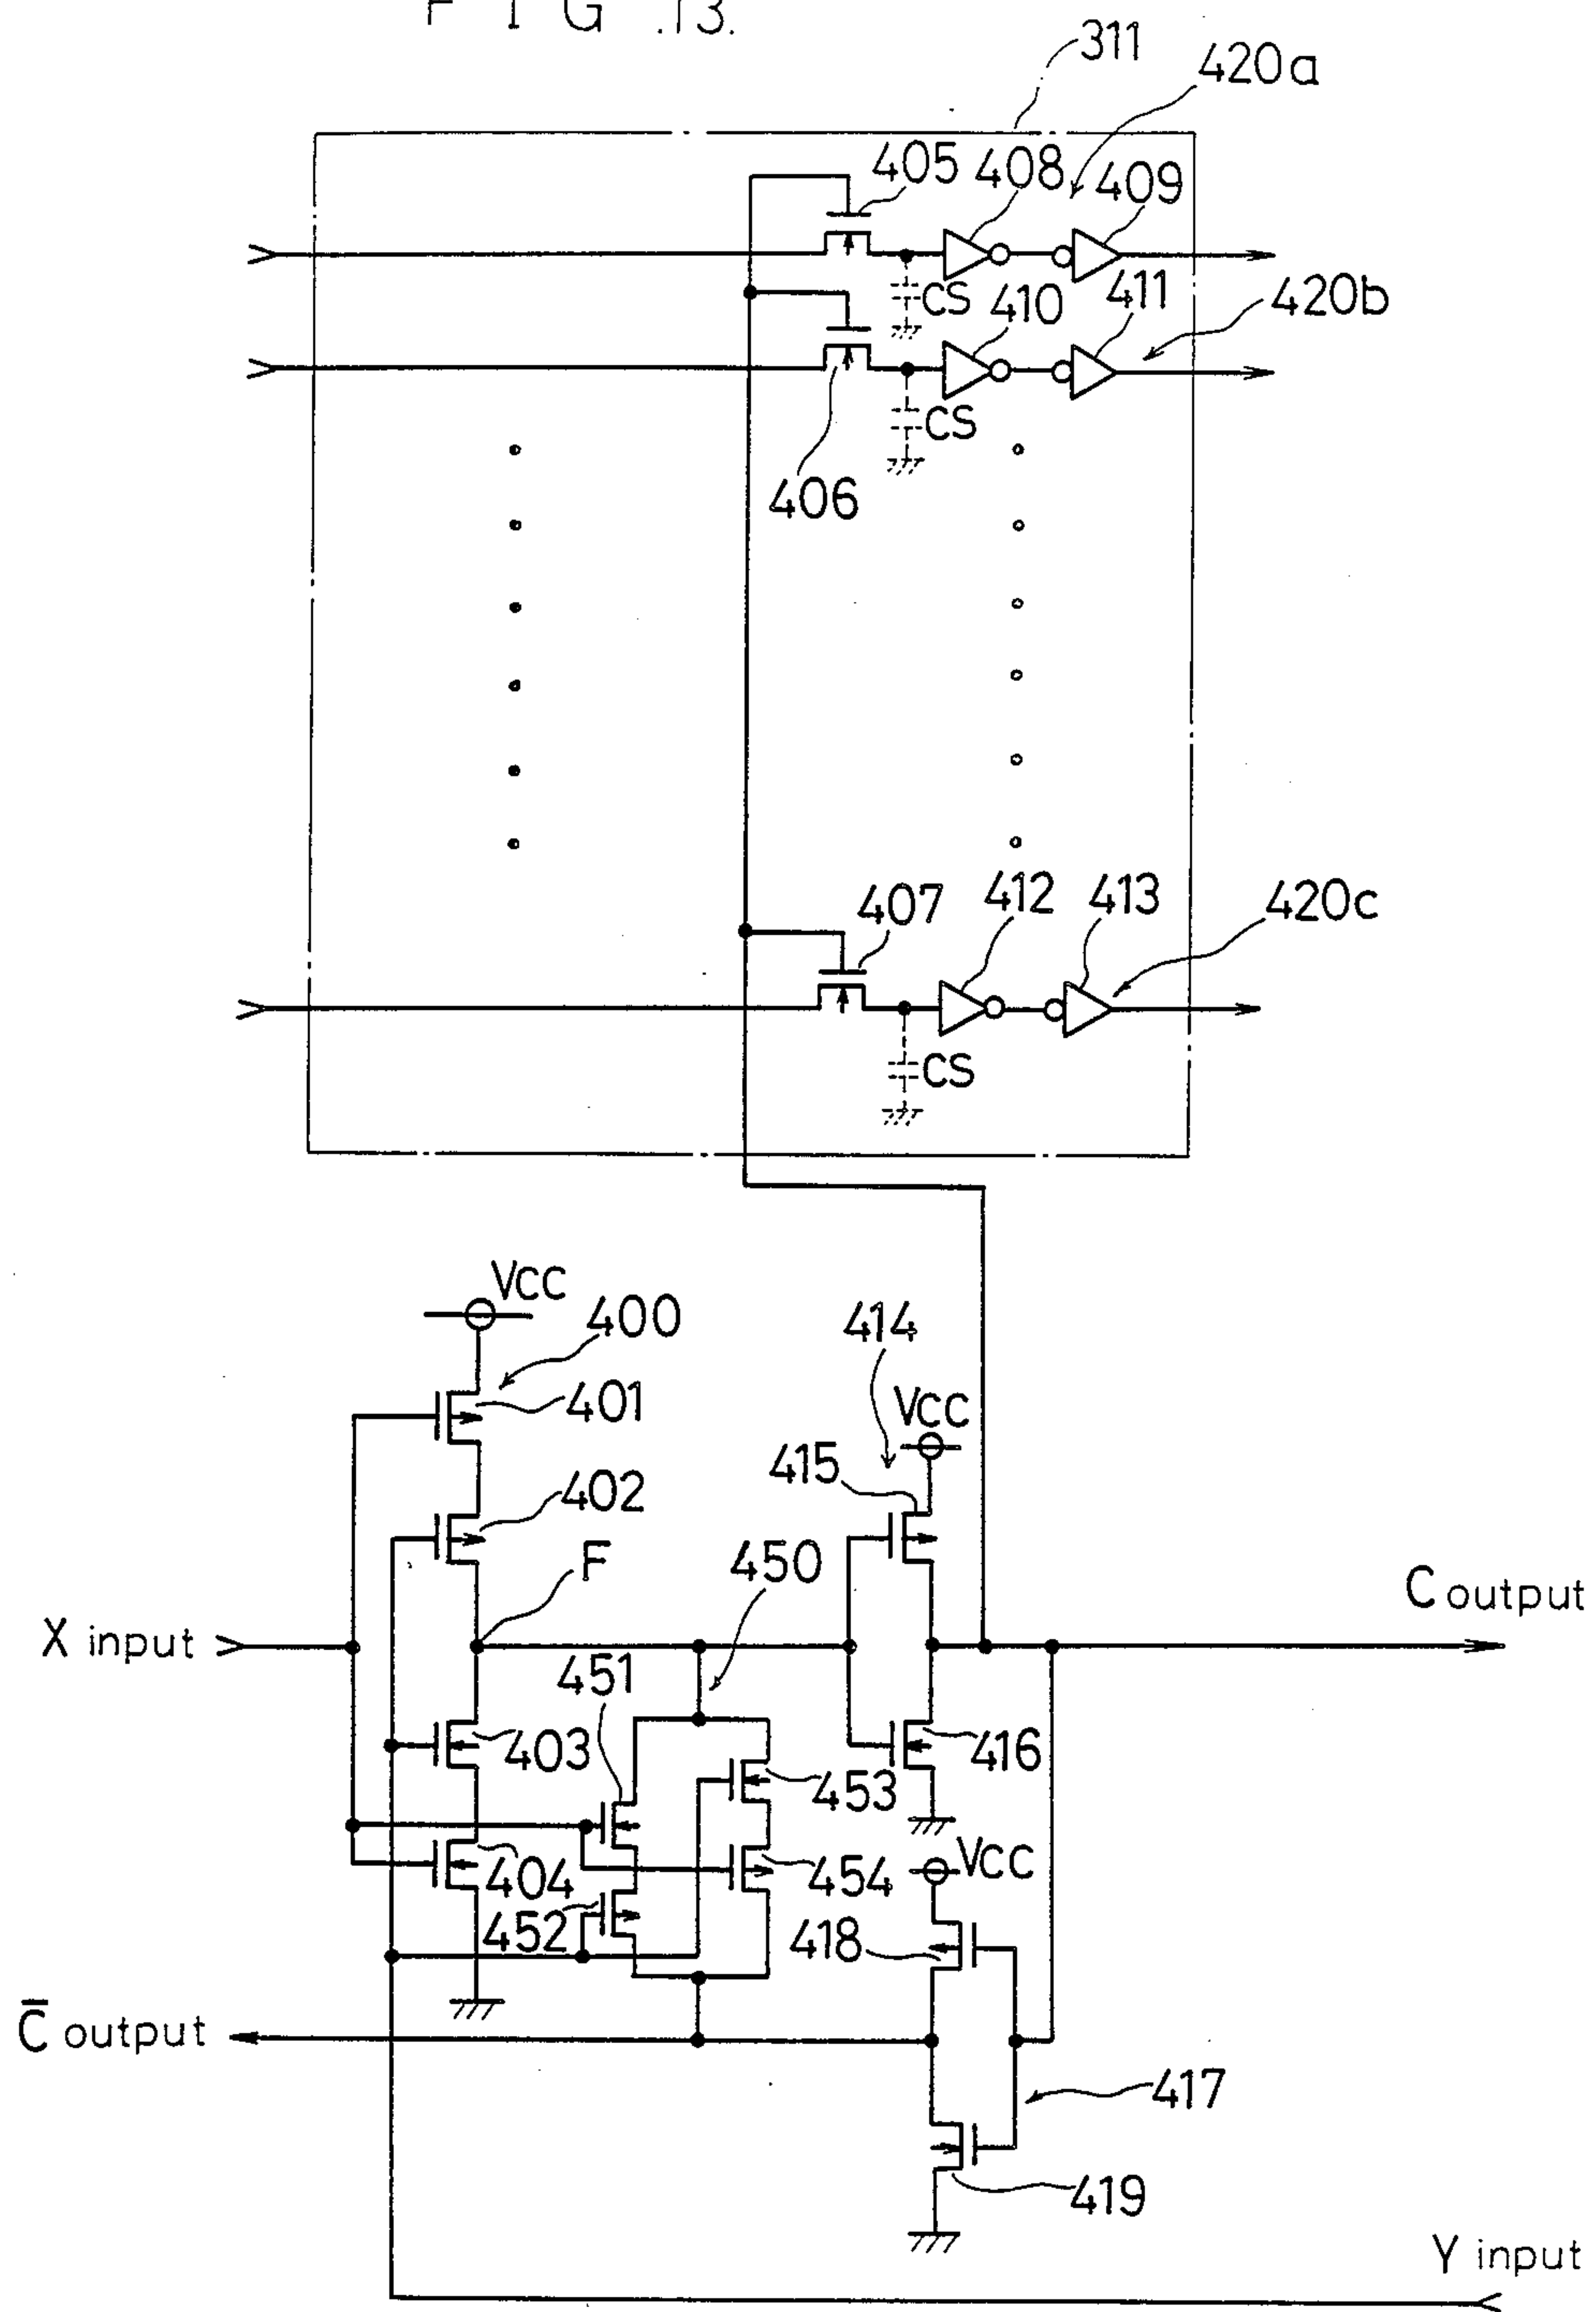 F I G .13.
311
420a
405 408 409
CS 410 411 420b
CS
406
407 412 413 420c
CS
VCC
400 414
401 VCC
415
402
F 450
C output
X input
451
403 416
453
404 454 VCC
452 418
C̅ output
417
419
Y input